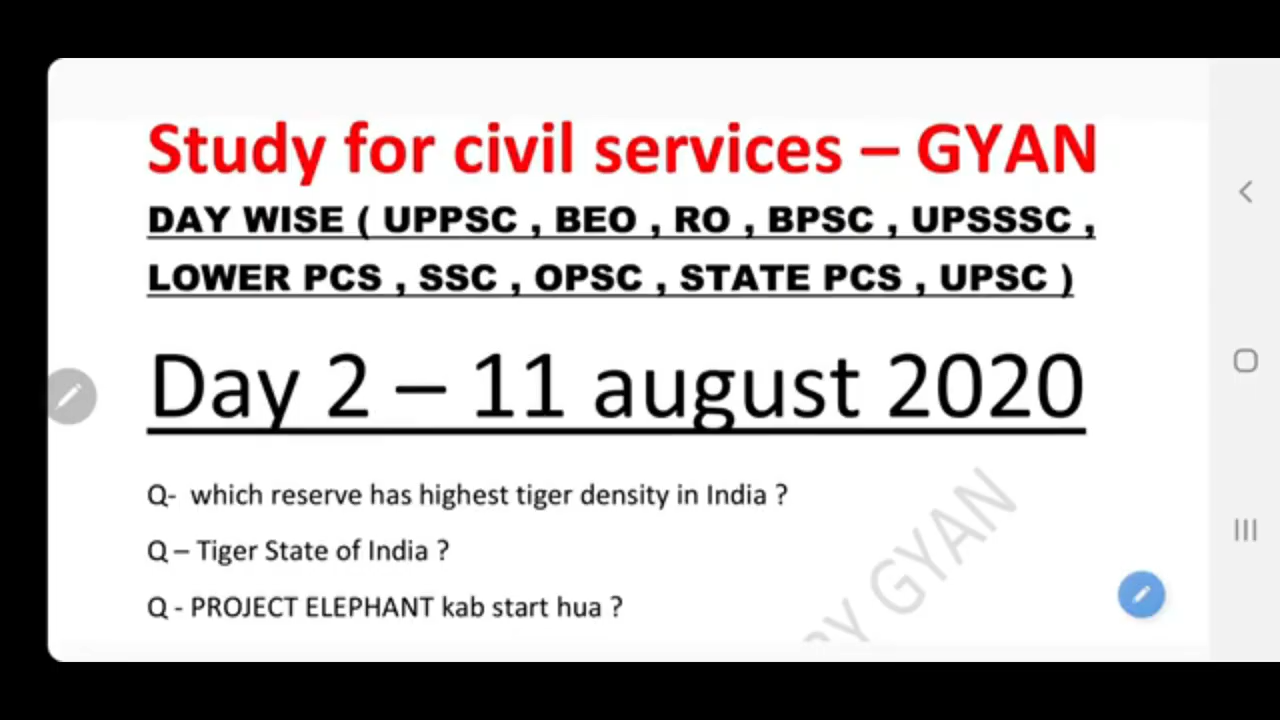 Study for civil services – GYAN
DAY WISE ( UPPSC , BEO , RO , BPSC , UPSSSC ,
LOWER PCS , SSC , OPSC , STATE PCS , UPSC )
Day 2 – 11 august 2020
Q-  which reserve has highest tiger density in India ?
Q – Tiger State of India ?
Q - PROJECT ELEPHANT kab start hua ?
GYAN